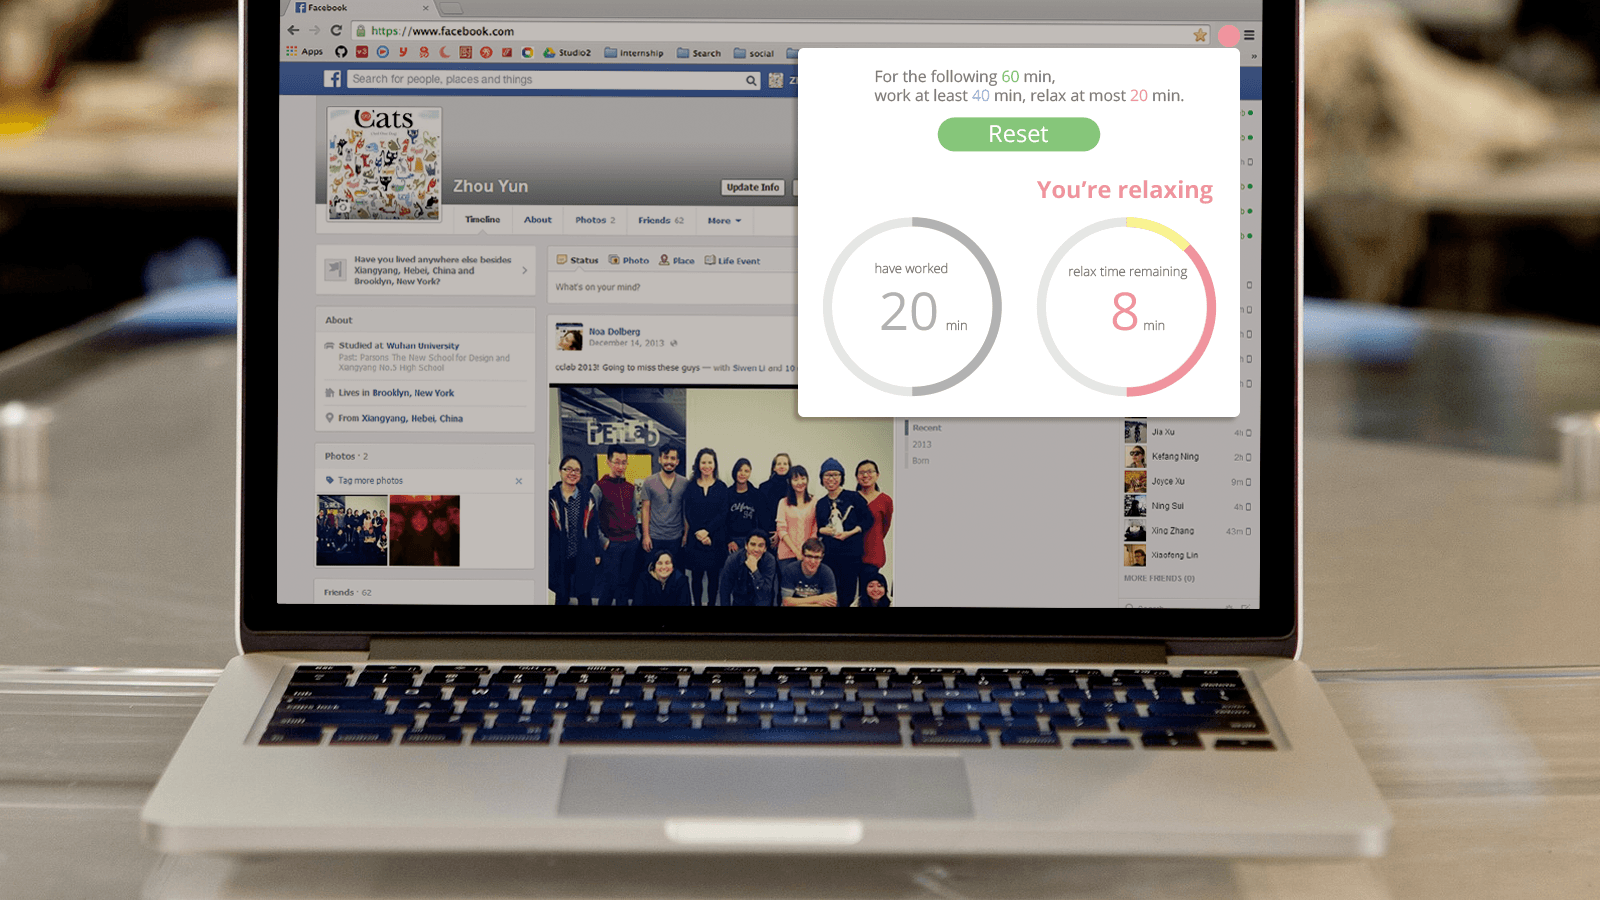 Facebook
https://www.facebook.com
Apps
Studio2
Internship
Search
social
Search for people, places and things
For the following 60 min,
work at least 40 min, relax at most 20 min.
Reset
Cats
Zhou Yun
Update Info
You're relaxing
Timeline
About
Photos 2
Friends 62
More
Have you lived anywhere else besides
Xiangyang, Hebei, China and
Brooklyn, New York?
Status
Photo
Place
Life Event
What's on your mind?
have worked
20 min
relax time remaining
8 min
About
Studied at Wuhan University
Past: Parsons The New School for Design and
Xiangyang No.5 High School
Lives in Brooklyn, New York
From Xiangyang, Hebei, China
Noa Dolberg
December 14, 2013
cclab 2013! Going to miss these guys — with Siwen Li and 10
Photos · 2
Tag more photos
Friends · 62
PETLab
California
Recent
2013
Born
Jia Xu
4h
Kefang Ning
2h
Joyce Xu
9m
Ning Sui
4h
Xing Zhang
43m
Xiaofeng Lin
MORE FRIENDS (0)